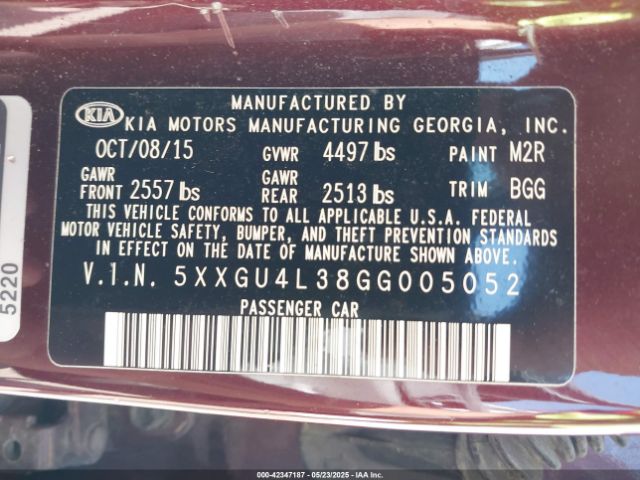 MANUFACTURED BY
KIA KIA MOTORS MANUFACTURING GEORGIA, INC.
OCT/08/15 GVWR 4497 lbs PAINT M2R
GAWR FRONT 2557 lbs GAWR REAR 2513 lbs TRIM BGG
THIS VEHICLE CONFORMS TO ALL APPLICABLE U.S.A. FEDERAL
MOTOR VEHICLE SAFETY, BUMPER, AND THEFT PREVENTION STANDARDS
IN EFFECT ON THE DATE OF MANUFACTURE SHOWN ABOVE.
V.I.N. 5XXGU4L38GG005052
PASSENGER CAR
5220
000-42347187 - 05/23/2025 - IAAI.COM